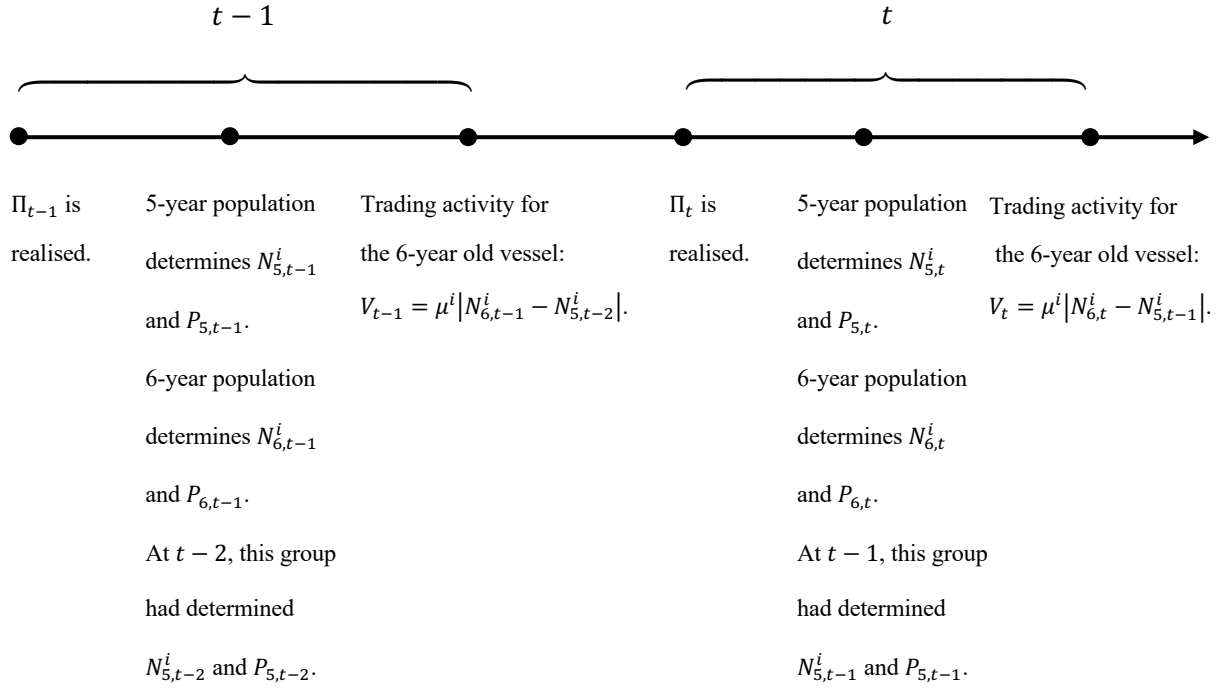 t − 1
t
Π_{t−1} is
realised.
5-year population
determines N^i_{5,t−1}
and P_{5,t−1}.
6-year population
determines N^i_{6,t−1}
and P_{6,t−1}.
At t − 2, this group
had determined
N^i_{5,t−2} and P_{5,t−2}.
Trading activity for
the 6-year old vessel:
V_{t−1} = μ^i|N^i_{6,t−1} − N^i_{5,t−2}|.
Π_t is
realised.
5-year population
determines N^i_{5,t}
and P_{5,t}.
6-year population
determines N^i_{6,t}
and P_{6,t}.
At t − 1, this group
had determined
N^i_{5,t−1} and P_{5,t−1}.
Trading activity for
the 6-year old vessel:
V_t = μ^i|N^i_{6,t} − N^i_{5,t−1}|.